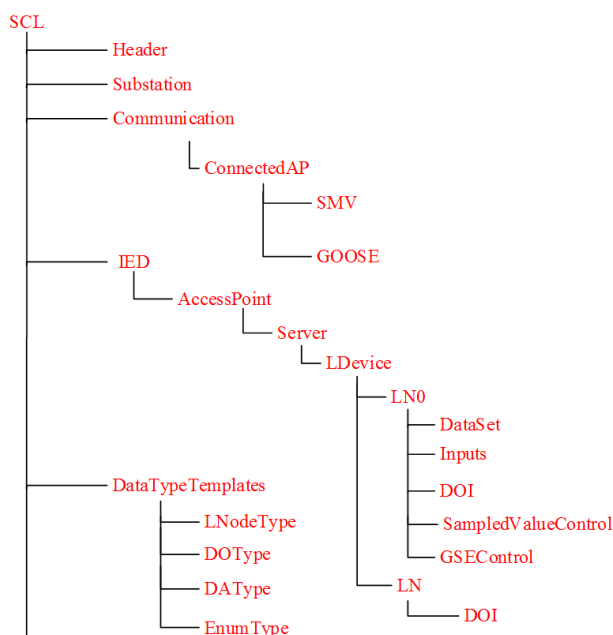 SCL
Header
Substation
Communication
ConnectedAP
SMV
GOOSE
IED
AccessPoint
Server
LDevice
LN0
DataSet
Inputs
DOI
SampledValueControl
GSEControl
LN
DOI
DataTypeTemplates
LNodeType
DOType
DAType
EnumType